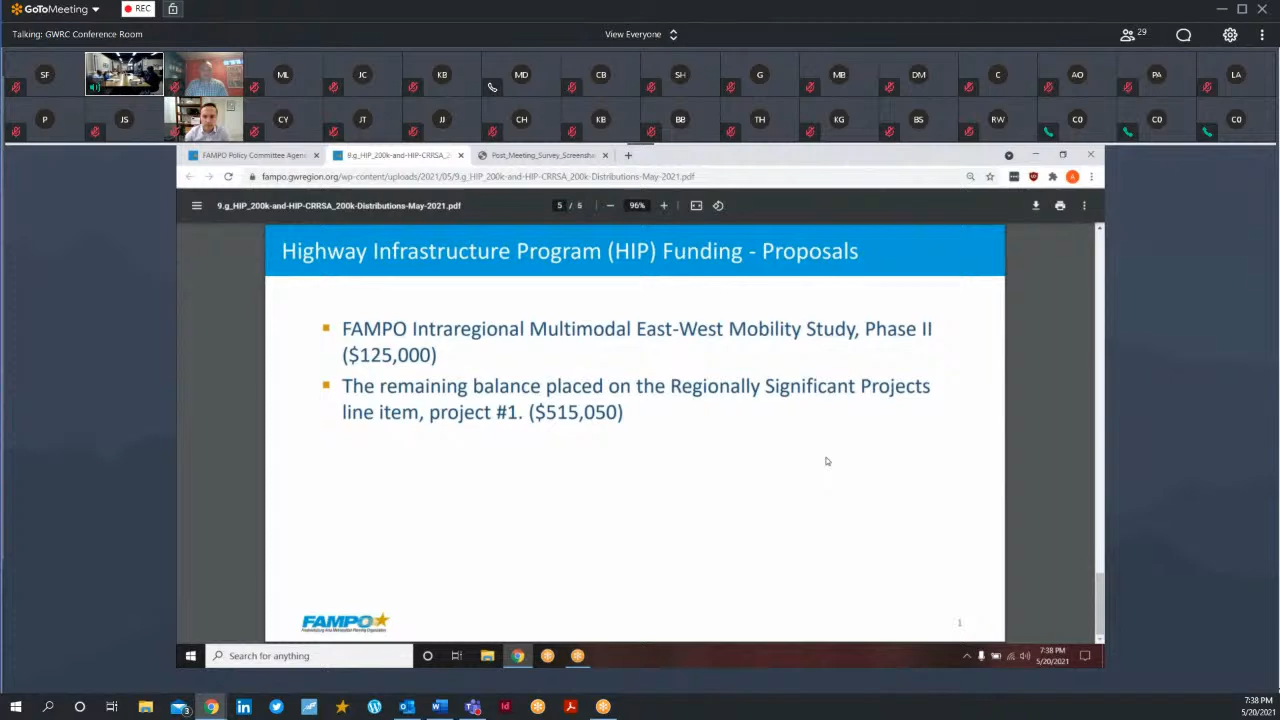 GoToMeeting
REC
Talking: GWRC Conference Room
View Everyone
29
SF
ML
JC
KB
MD
CB
SH
G
MB
DM
C
AO
PA
LA
P
JS
CY
JT
JJ
CH
KB
BB
TH
KG
BS
RW
C0
C0
C0
FAMPO Policy Committee Agen
9.g_HIP_200k-and-HIP-CRRSA_2
Post_Meeting_Survey_Screensh
fampo.gwregion.org/wp-content/uploads/2021/05/9.g_HIP_200k-and-HIP-CRRSA_200k-Distributions-May-2021.pdf
9.g_HIP_200k-and-HIP-CRRSA_200k-Distributions-May-2021.pdf
5 / 5
96%
Highway Infrastructure Program (HIP) Funding - Proposals
FAMPO Intraregional Multimodal East-West Mobility Study, Phase II
($125,000)
The remaining balance placed on the Regionally Significant Projects
line item, project #1. ($515,050)
FAMPO
1
Search for anything
7:38 PM
5/20/2021
7:38 PM
5/20/2021